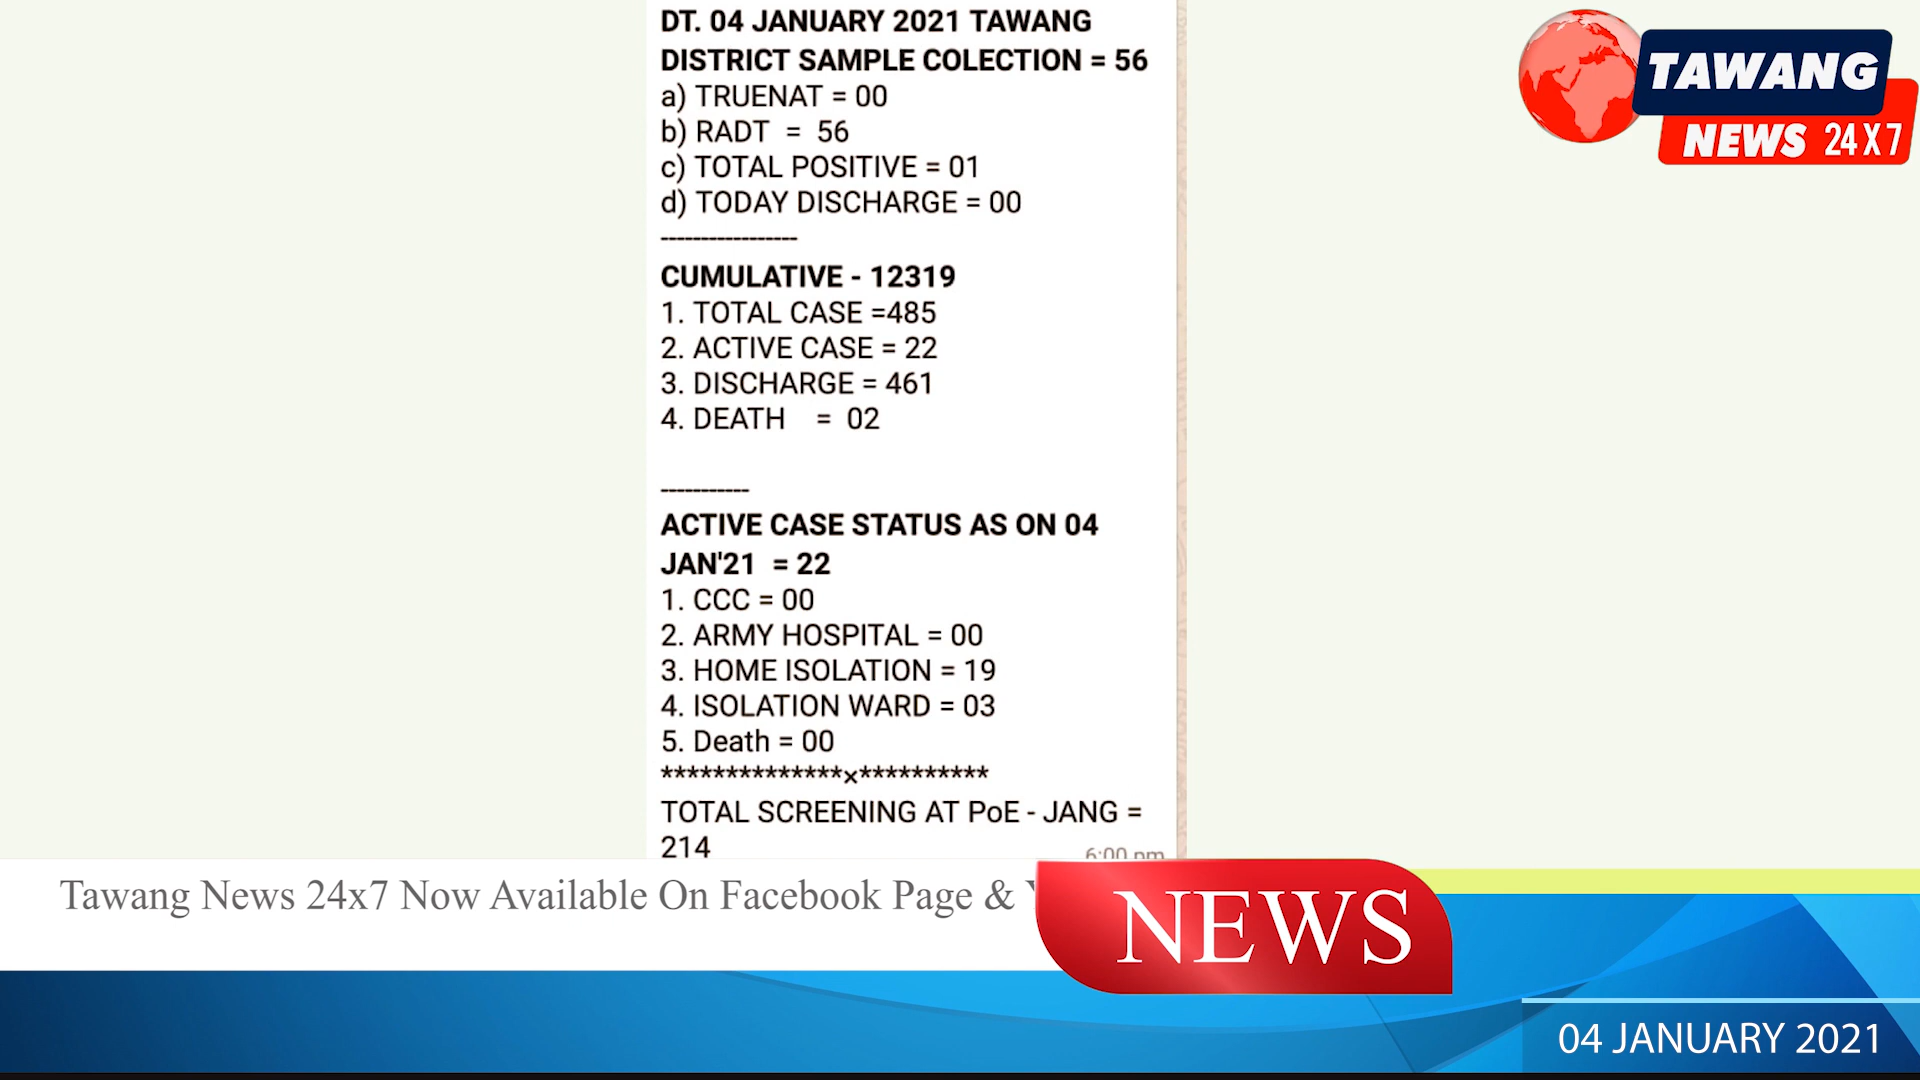 DT. 04 JANUARY 2021 TAWANG
DISTRICT SAMPLE COLECTION = 56
a) TRUENAT = 00
b) RADT = 56
c) TOTAL POSITIVE = 01
d) TODAY DISCHARGE = 00
-----------------
CUMULATIVE - 12319
1. TOTAL CASE =485
2. ACTIVE CASE = 22
3. DISCHARGE = 461
4. DEATH = 02
-----------
ACTIVE CASE STATUS AS ON 04
JAN'21 = 22
1. CCC = 00
2. ARMY HOSPITAL = 00
3. HOME ISOLATION = 19
4. ISOLATION WARD = 03
5. Death = 00
**************×**********
TOTAL SCREENING AT PoE - JANG =
214
6:00 pm
TAWANG
NEWS 24X7
Tawang News 24x7 Now Available On Facebook Page &
NEWS
04 JANUARY 2021